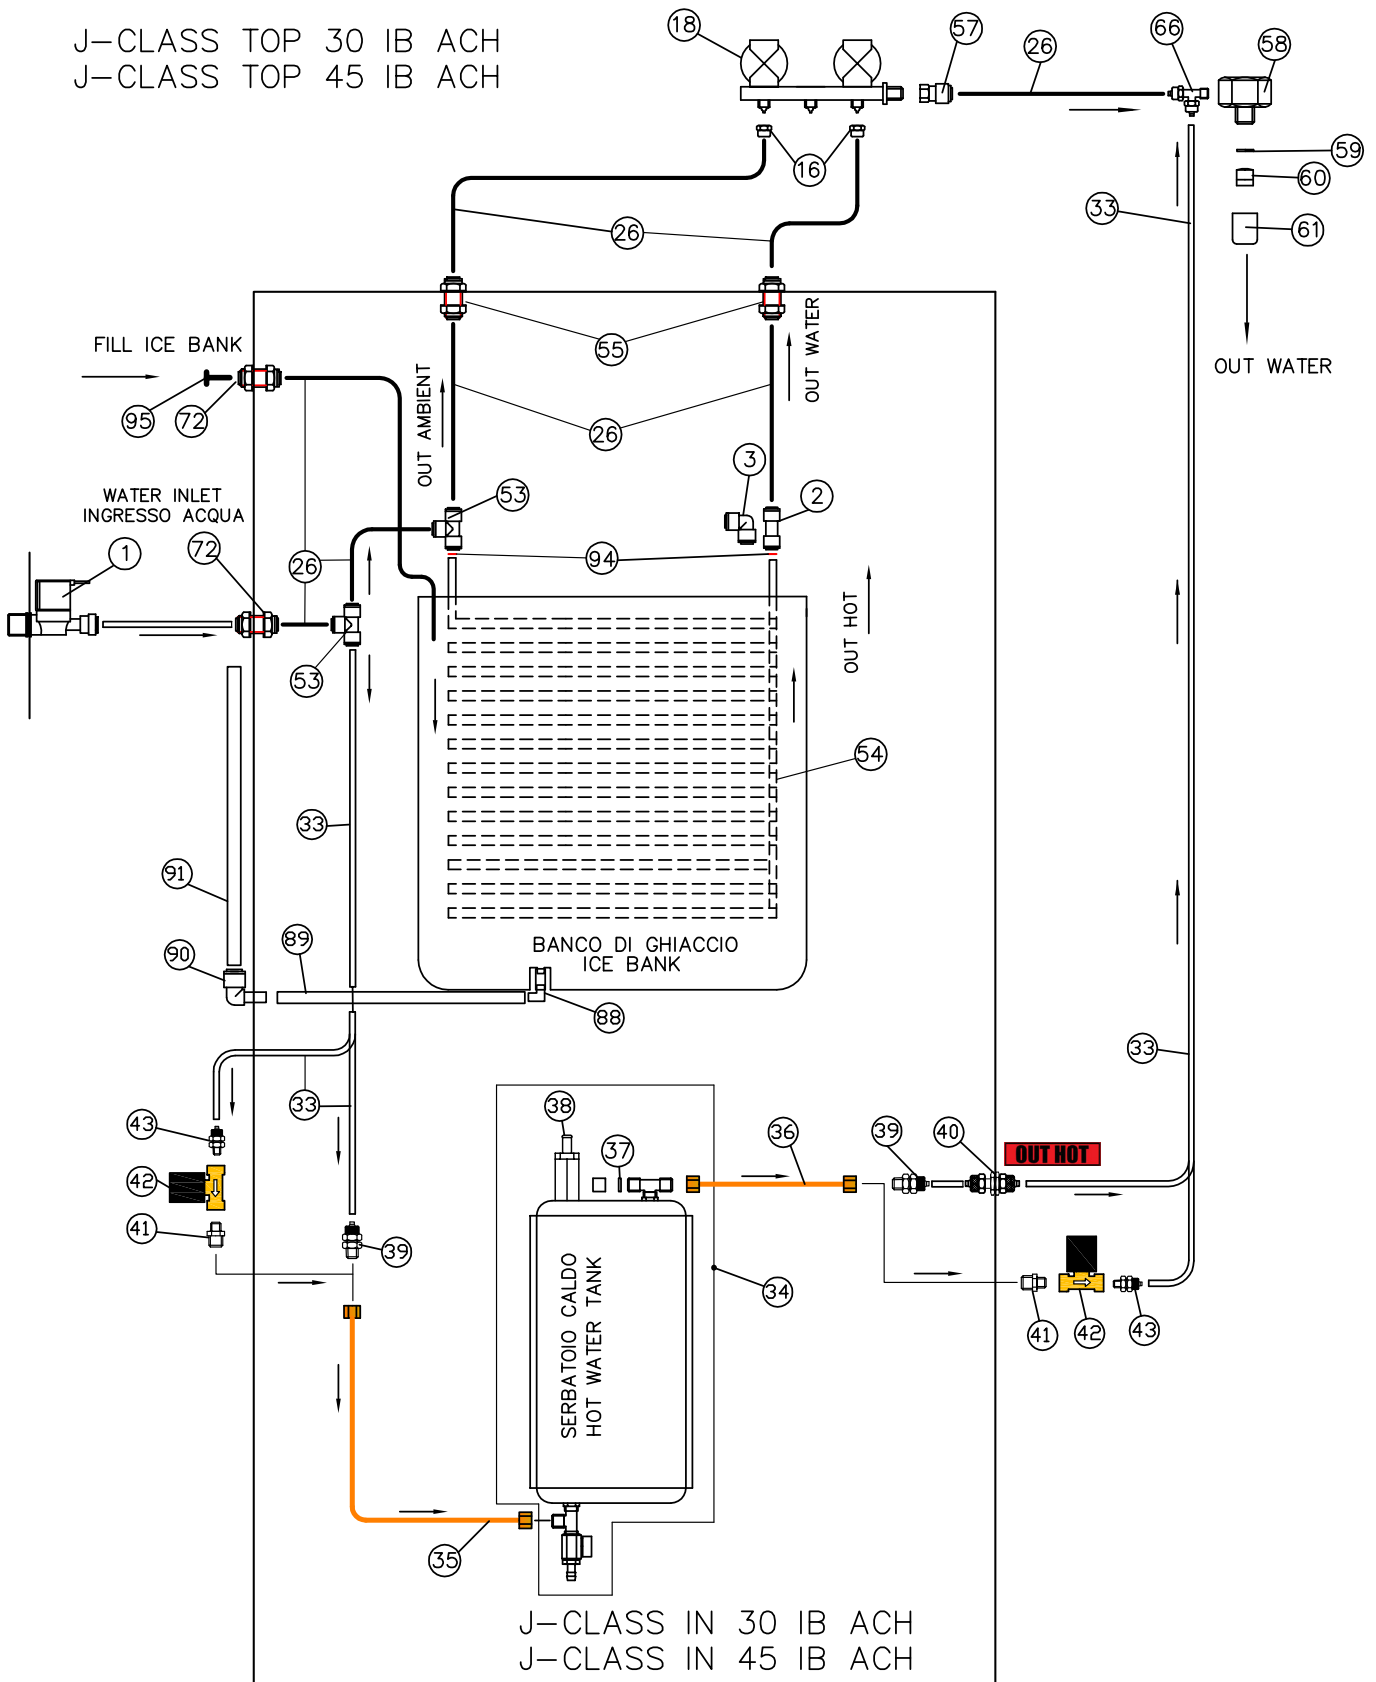 J-CLASS TOP 30 IB ACH
J-CLASS TOP 45 IB ACH
18
57
26
66
58
16
59
60
33
61
26
OUT WATER
FILL ICE BANK
55
OUT WATER
95
72
26
OUT AMBIENT
3
2
53
WATER INLET
INGRESSO ACQUA
1
72
26
94
OUT HOT
53
54
33
91
90
89
BANCO DI GHIACCIO
ICE BANK
88
33
33
43
42
41
39
38
37
36
39
40
OUT HOT
SERBATOIO CALDO
HOT WATER TANK
34
41
42
43
35
J-CLASS IN 30 IB ACH
J-CLASS IN 45 IB ACH